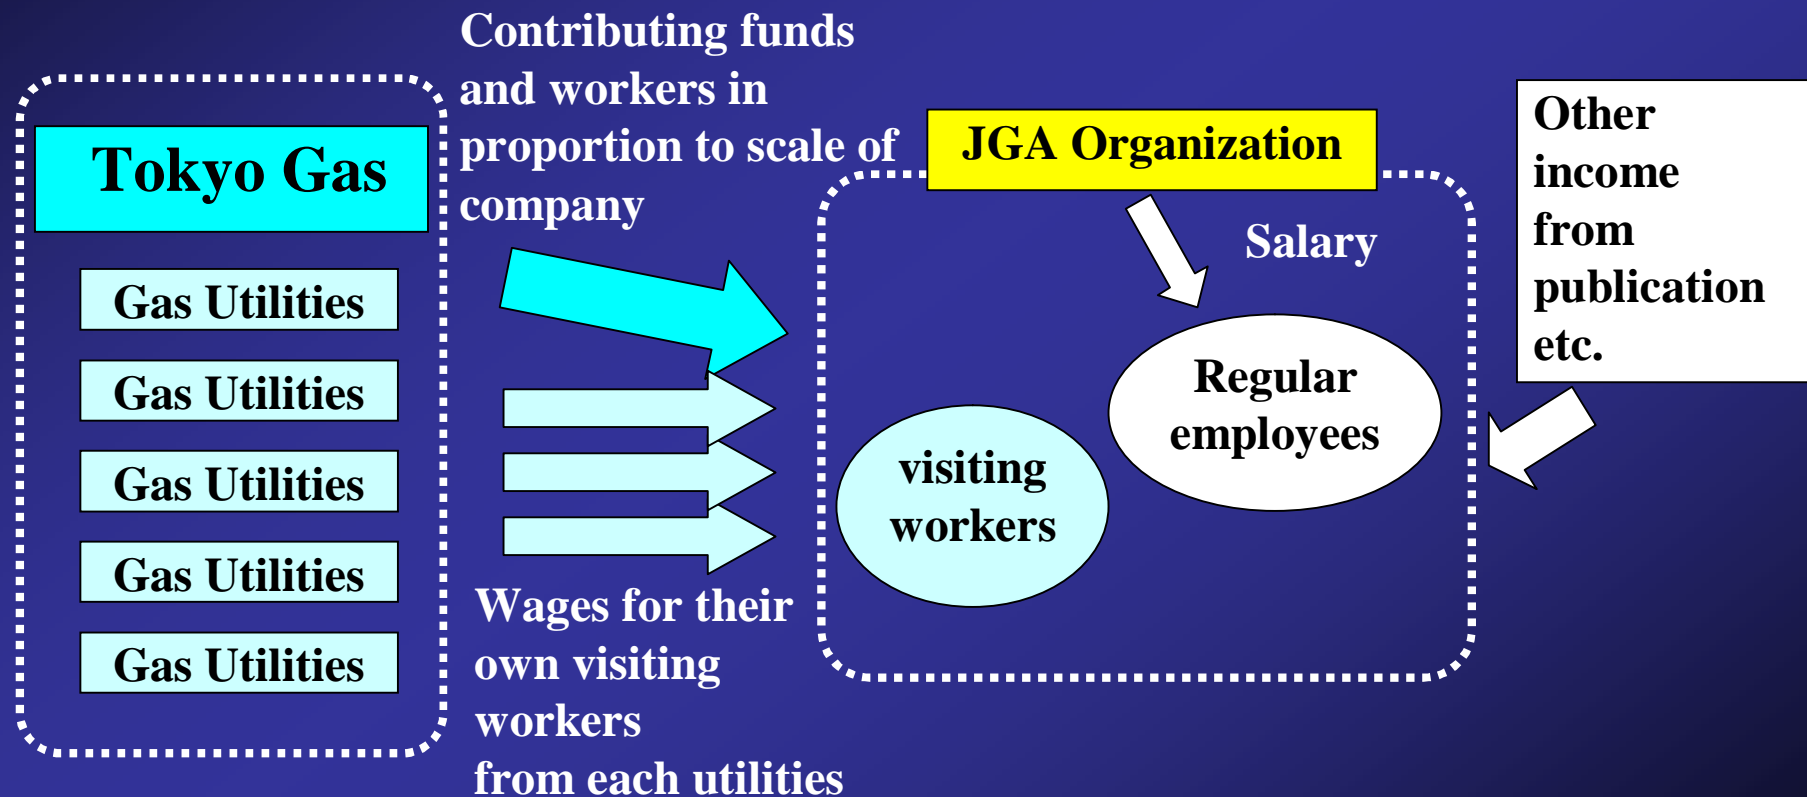 Contributing funds
and workers in
proportion to scale of
company
Tokyo Gas
Gas Utilities
Gas Utilities
Gas Utilities
Gas Utilities
Gas Utilities
Wages for their
own visiting
workers
from each utilities
JGA Organization
Salary
Regular
employees
visiting
workers
Other
income
from
publication
etc.